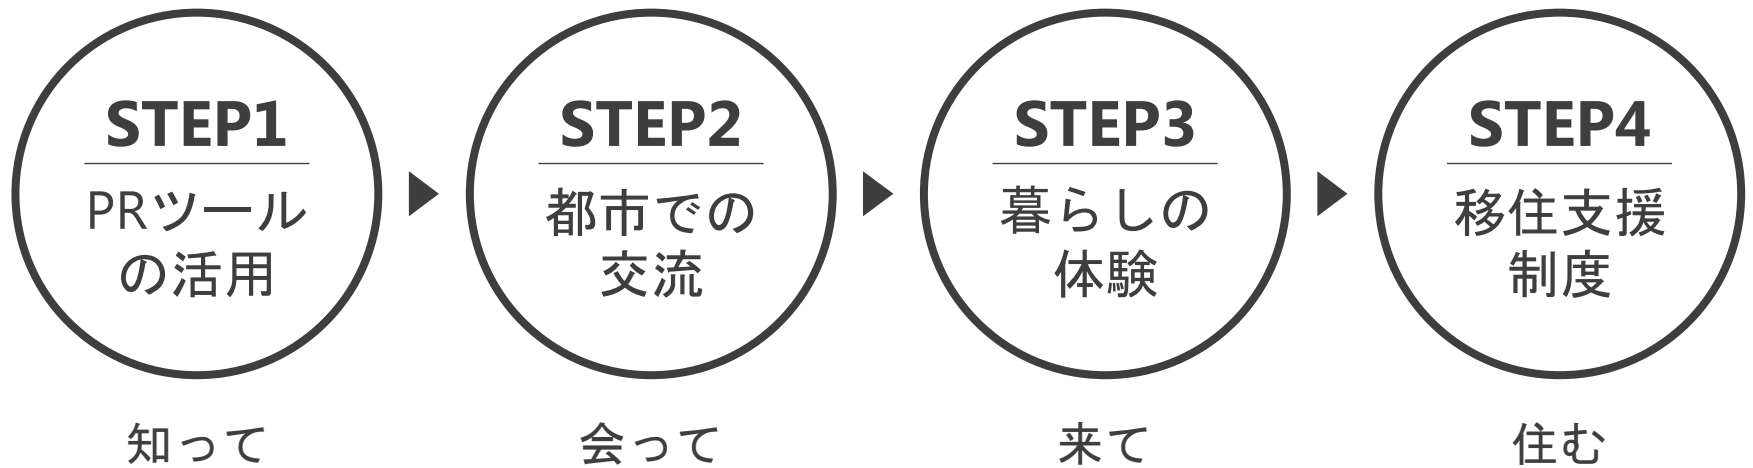 STEP1
PRツール
の活用
知って
STEP2
都市での
交流
会って
STEP3
暮らしの
体験
来て
STEP4
移住支援
制度
住む